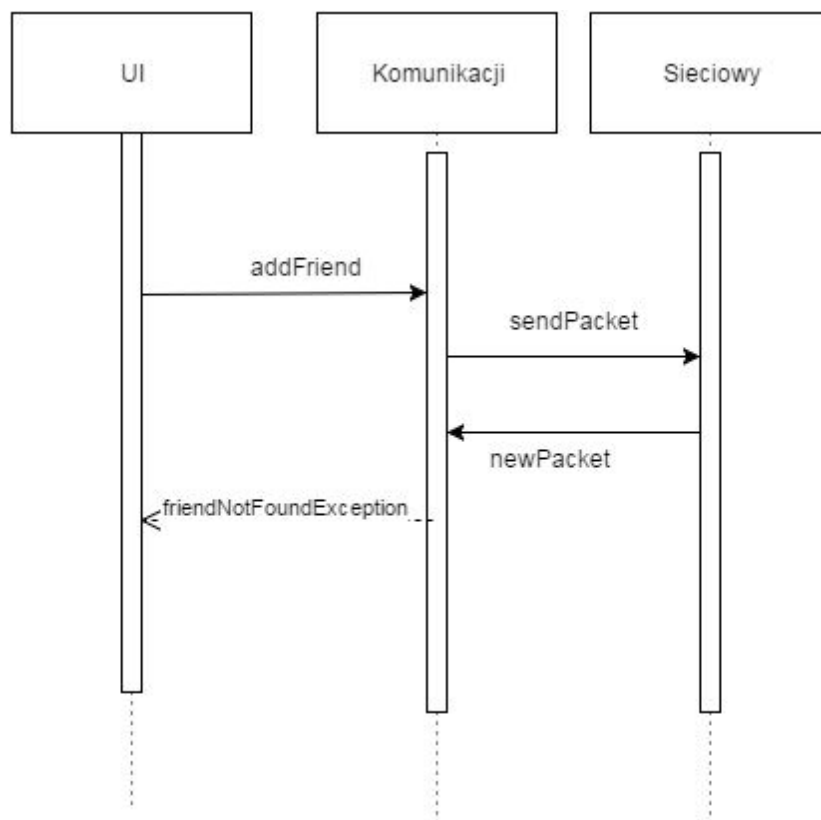 UI
Komunikacji
Sieciowy
addFriend
sendPacket
newPacket
friendNotFoundException